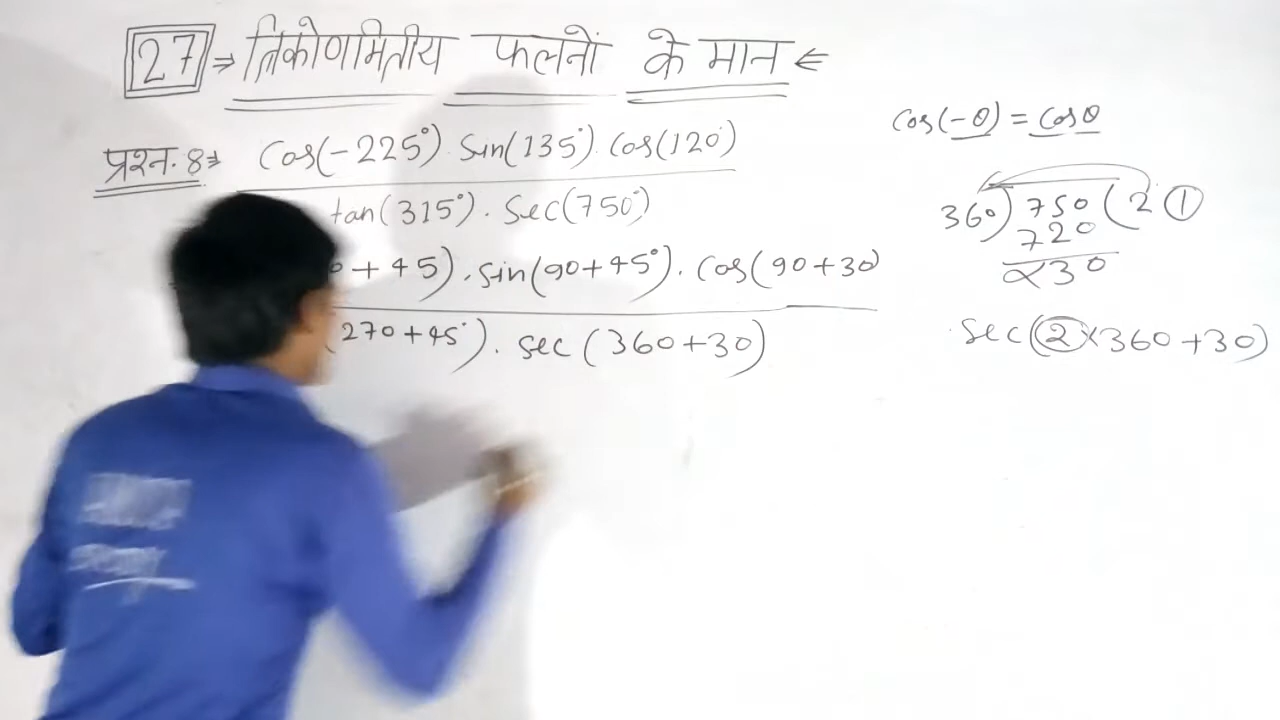 27 ⇒ त्रिकोणमितीय फलनों के मान ⇐
cos(-θ) = cosθ
प्रश्न. 8⇒ Cos(-225°). Sin(135°). Cos(120°)
tan(315°). Sec(750°)
+ 45). sin(90+45°). Cos(90+30)
270+45°). sec (360+30)
360) 750 ( 2 ①
720
×30
sec(2×360+30)